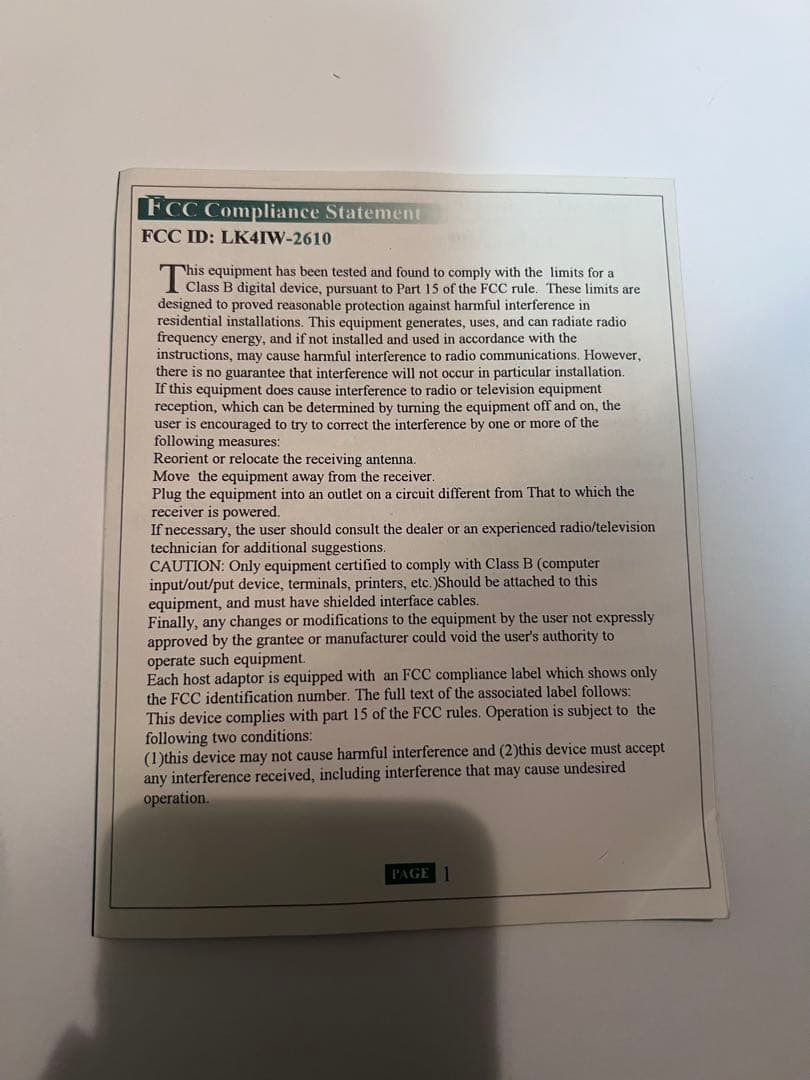 FCC Compliance Statement
FCC ID: LK4IW-2610
This equipment has been tested and found to comply with the limits for a
Class B digital device, pursuant to Part 15 of the FCC rule. These limits are
designed to proved reasonable protection against harmful interference in
residential installations. This equipment generates, uses, and can radiate radio
frequency energy, and if not installed and used in accordance with the
instructions, may cause harmful interference to radio communications. However,
there is no guarantee that interference will not occur in particular installation.
If this equipment does cause interference to radio or television equipment
reception, which can be determined by turning the equipment off and on, the
user is encouraged to try to correct the interference by one or more of the
following measures:
Reorient or relocate the receiving antenna.
Move the equipment away from the receiver.
Plug the equipment into an outlet on a circuit different from That to which the
receiver is powered.
If necessary, the user should consult the dealer or an experienced radio/television
technician for additional suggestions.
CAUTION: Only equipment certified to comply with Class B (computer
input/out/put device, terminals, printers, etc.)Should be attached to this
equipment, and must have shielded interface cables.
Finally, any changes or modifications to the equipment by the user not expressly
approved by the grantee or manufacturer could void the user's authority to
operate such equipment.
Each host adaptor is equipped with an FCC compliance label which shows only
the FCC identification number. The full text of the associated label follows:
This device complies with part 15 of the FCC rules. Operation is subject to the
following two conditions:
(1)this device may not cause harmful interference and (2)this device must accept
any interference received, including interference that may cause undesired
operation.
PAGE 1